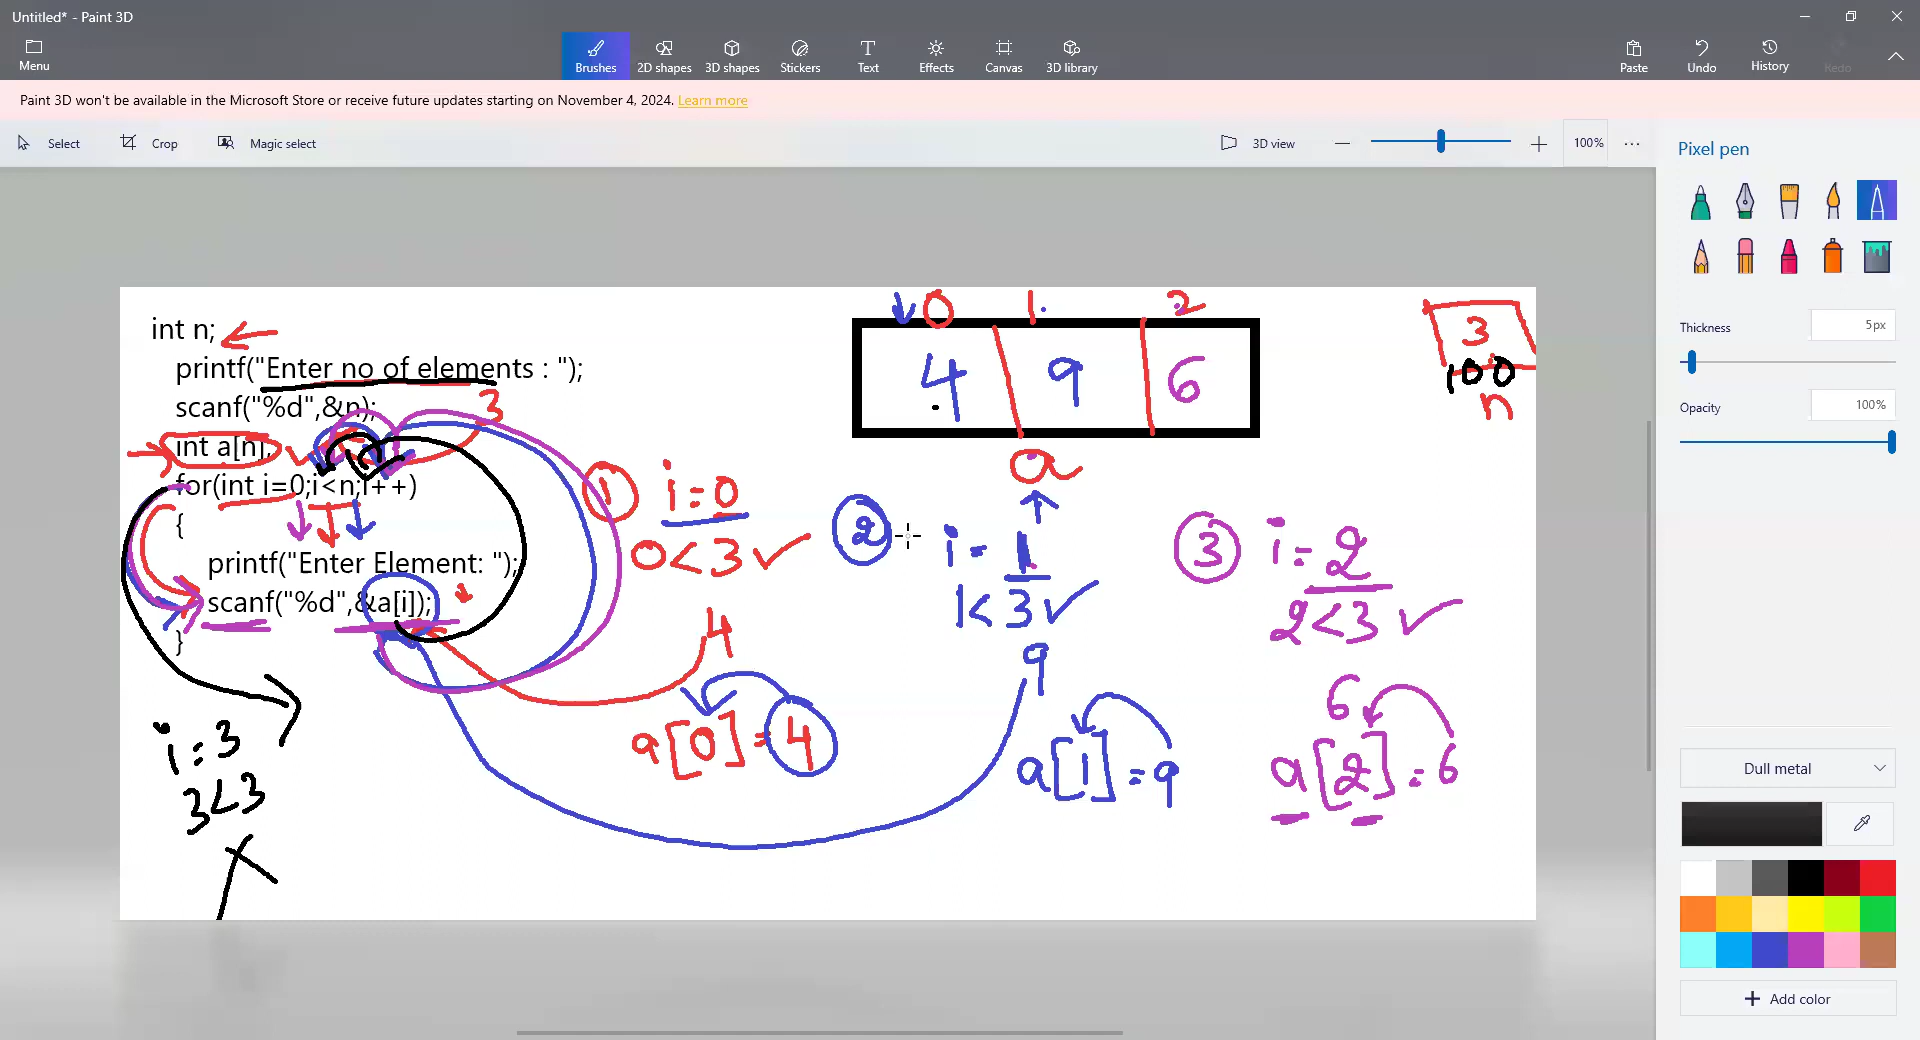 Untitled* - Paint 3D
Menu
Brushes
2D shapes
3D shapes
Stickers
Text
Effects
Canvas
3D library
Paste
Undo
History
Redo
Paint 3D won't be available in the Microsoft Store or receive future updates starting on November 4, 2024. Learn more
Select
Crop
Magic select
3D view
100%
Pixel pen
Thickness
5px
Opacity
100%
Dull metal
Add color
int n;
printf("Enter no of elements : ");
scanf("%d",&n);
3
int a[n];
for(int i=0;i<n;i++)
{
printf("Enter Element: ");
scanf("%d",&a[i]);
}
i=3
3<3
0 1 2
4 9 6
a
3
100
n
1
i=0
0<3
4
a[0]=4
2
i=1
1<3
9
a[1]=9
3
i=2
2<3
6
a[2]=6